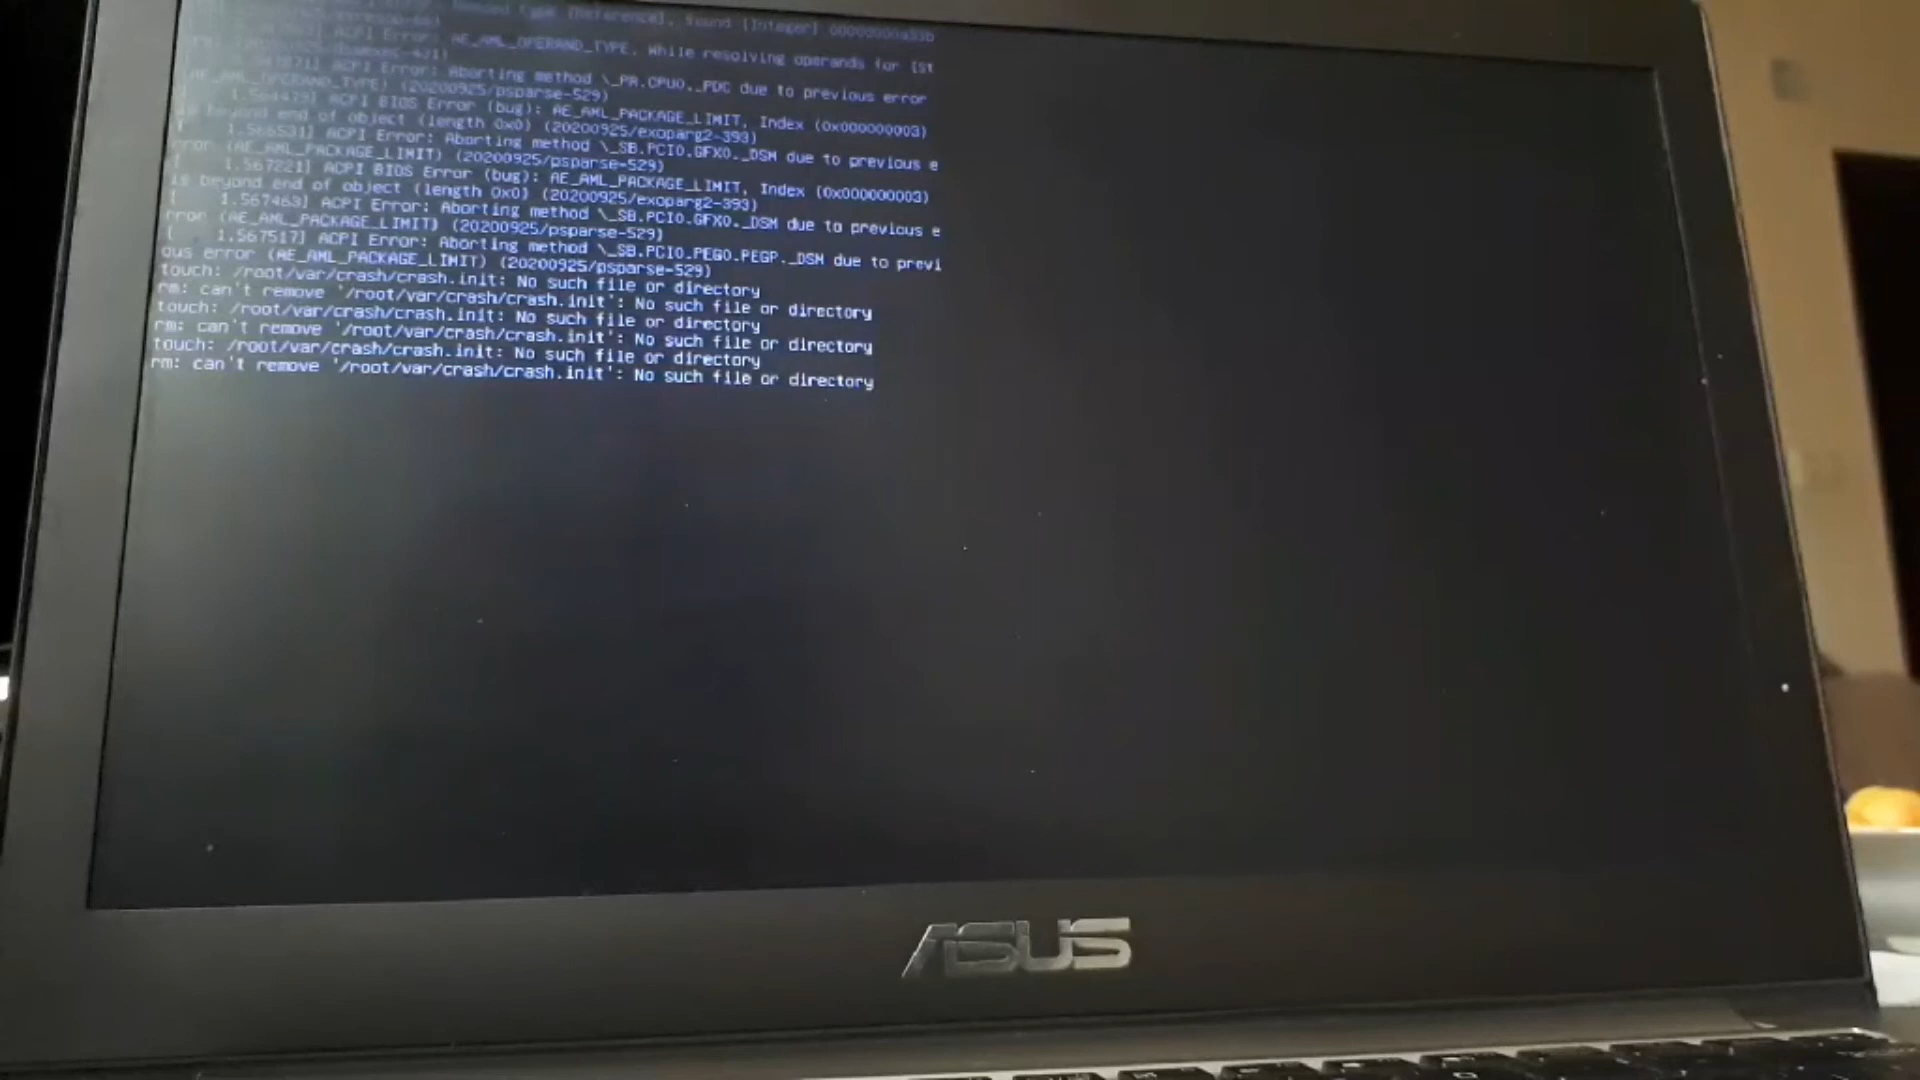 ACPI Error: Needed type [Reference], found [Integer] 00000000a33b
ACPI Error: AE_AML_OPERAND_TYPE, While resolving operands for [St
ACPI Error: Aborting method \_PR.CPU0._PDC due to previous error
AE_AML_OPERAND_TYPE) (20200925/psparse-529)
[ 1.564479] ACPI BIOS Error (bug): AE_AML_PACKAGE_LIMIT, Index (0x000000003)
is beyond end of object (length 0x0) (20200925/exoparg2-393)
[ 1.566531] ACPI Error: Aborting method \_SB.PCI0.GFX0._DSM due to previous e
rror (AE_AML_PACKAGE_LIMIT) (20200925/psparse-529)
[ 1.567221] ACPI BIOS Error (bug): AE_AML_PACKAGE_LIMIT, Index (0x000000003)
is beyond end of object (length 0x0) (20200925/exoparg2-393)
[ 1.567463] ACPI Error: Aborting method \_SB.PCI0.GFX0._DSM due to previous e
rror (AE_AML_PACKAGE_LIMIT) (20200925/psparse-529)
[ 1.567517] ACPI Error: Aborting method \_SB.PCI0.PEG0.PEGP._DSM due to previ
ous error (AE_AML_PACKAGE_LIMIT) (20200925/psparse-529)
touch: /root/var/crash/crash.init: No such file or directory
rm: can't remove '/root/var/crash/crash.init': No such file or directory
touch: /root/var/crash/crash.init: No such file or directory
rm: can't remove '/root/var/crash/crash.init': No such file or directory
touch: /root/var/crash/crash.init: No such file or directory
rm: can't remove '/root/var/crash/crash.init': No such file or directory
ASUS